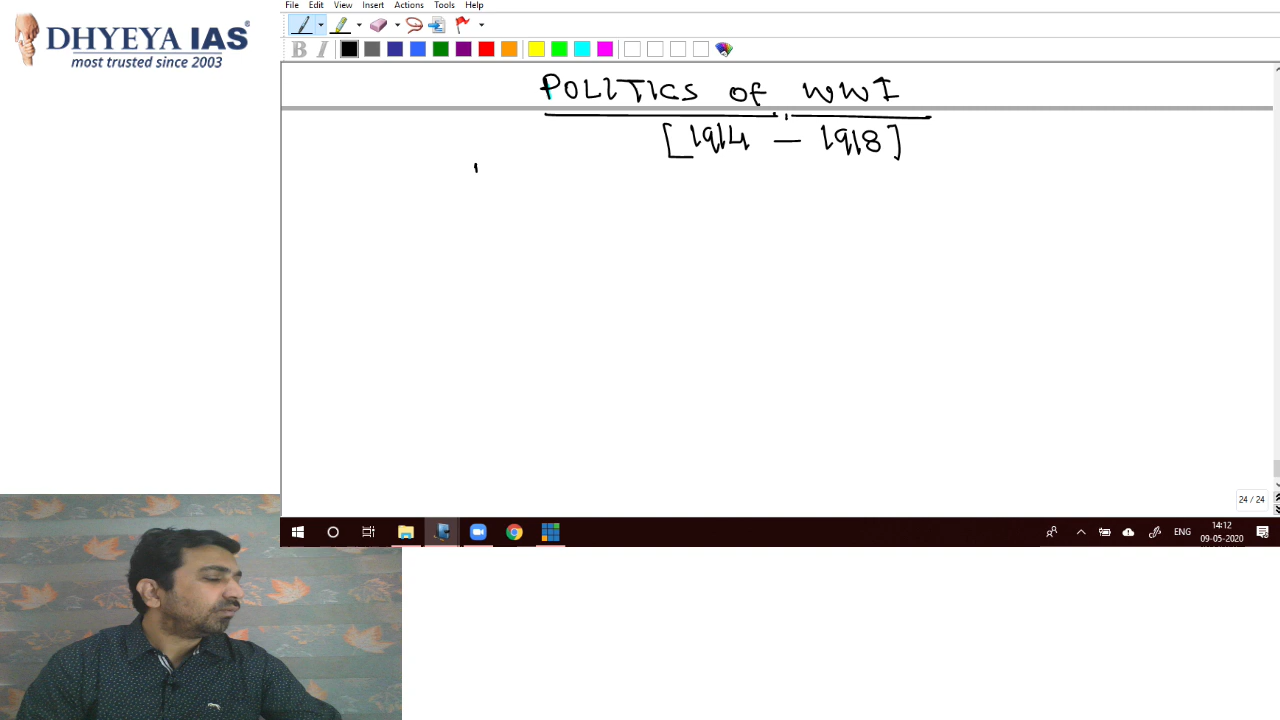 DHYEYA IAS®
most trusted since 2003
File Edit View Insert Actions Tools Help
B I
POLITICS of WWI
[1914 – 1918]
24 / 24
ENG
14:12
09-05-2020